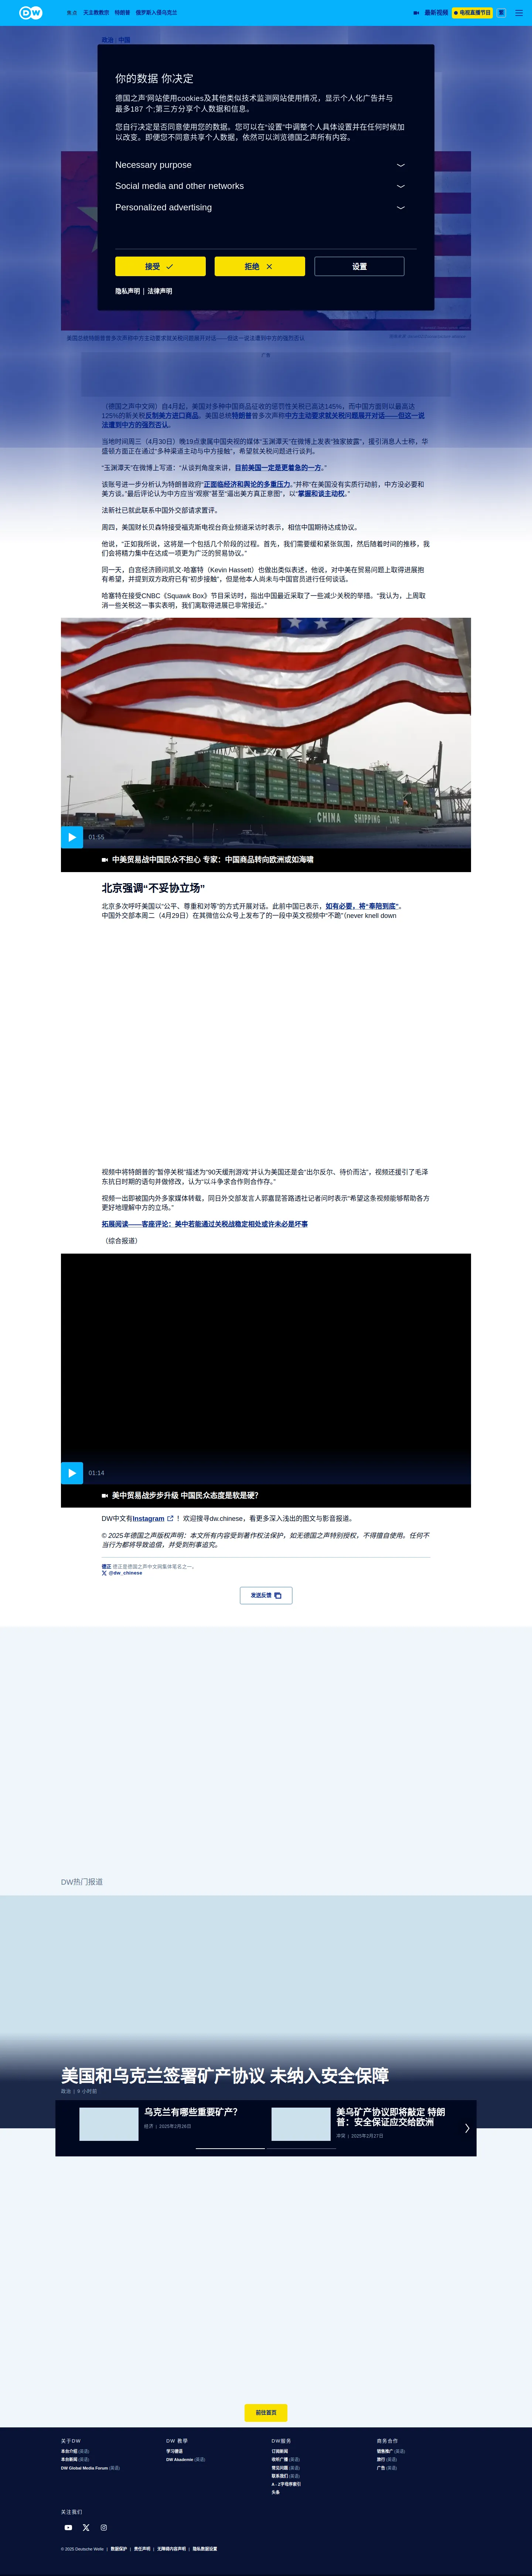 焦点
天主教教宗
特朗普
俄罗斯入侵乌克兰
最新视频
电视直播节目
繁
政治
中国
你的数据 你决定
德国之声'网站使用cookies及其他类似技术监测网站使用情况，显示个人化广告并与
最多187 个;第三方分享个人数据和信息。
您自行决定是否同意使用您的数据。您可以在“设置”中调整个人具体设置并在任何时候加
以改变。即便您不同意共享个人数据，依然可以浏览德国之声所有内容。
Necessary purpose
Social media and other networks
Personalized advertising
接受
拒绝
设置
隐私声明 | 法律声明
美国总统特朗普曾多次声称中方主动要求就关税问题展开对话——但这一说法遭到中方的强烈否认
广告
（德国之声中文网）自4月起，美国对多种中国商品征收的惩罚性关税已高达145%，而中国方面则以最高达
125%的新关税反制美方进口商品。美国总统特朗普曾多次声称中方主动要求就关税问题展开对话——但这一说
法遭到中方的强烈否认。
当地时间周三（4月30日）晚19点隶属中国央视的媒体“玉渊潭天”在微博上发表“独家披露”，援引消息人士称，华
盛顿方面正在通过多种渠道主动与中方接触“，希望就关税问题进行谈判。
“玉渊潭天”在微博上写道：“从谈判角度来讲，目前美国一定是更着急的一方。”
该账号进一步分析认为特朗普政府“正面临经济和舆论的多重压力。”并称“在美国没有实质行动前，中方没必要和
美方谈。”最后评论认为中方应当“观察”甚至“逼出美方真正意图”，以“掌握和谈主动权。”
法新社已就此联系中国外交部请求置评。
周四，美国财长贝森特接受福克斯电视台商业频道采访时表示，相信中国期待达成协议。
他说，“正如我所说，这将是一个包括几个阶段的过程。首先，我们需要缓和紧张氛围，然后随着时间的推移，我
们会将精力集中在达成一项更为广泛的贸易协议。”
同一天，白宫经济顾问凯文·哈塞特（Kevin Hassett）也做出类似表述，他说，对中美在贸易问题上取得进展抱
有希望，并提到双方政府已有“初步接触“，但是他本人尚未与中国官员进行任何谈话。
哈塞特在接受CNBC《Squawk Box》节目采访时，指出中国最近采取了一些减少关税的举措。“我认为，上周取
消一些关税这一事实表明，我们离取得进展已非常接近。”
CHINA SHIPPING
01:55
中美贸易战中国民众不担心 专家：中国商品转向欧洲或如海啸
北京强调“不妥协立场”
北京多次呼吁美国以“公平、尊重和对等”的方式开展对话。此前中国已表示，如有必要，将“奉陪到底”。
中国外交部本周二（4月29日）在其微信公众号上发布了的一段中英文视频中“不跪”（never knell down
视频中将特朗普的“暂停关税”描述为“90天缓刑游戏”并认为美国还是会“出尔反尔、待价而沽”，视频还援引了毛泽
东抗日时期的语句并做修改，认为“以斗争求合作则合作存。”
视频一出即被国内外多家媒体转载，同日外交部发言人郭嘉昆答路透社记者问时表示“希望这条视频能够帮助各方
更好地理解中方的立场。”
拓展阅读——客座评论：美中若能通过关税战稳定相处或许未必是坏事
（综合报道）
01:14
美中贸易战步步升级 中国民众态度是软是硬？
DW中文有Instagram ！欢迎搜寻dw.chinese，看更多深入浅出的图文与影音报道。
© 2025年德国之声版权声明：本文所有内容受到著作权法保护，如无德国之声特别授权，不得擅自使用。任何不
当行为都将导致追偿，并受到刑事追究。
德正 德正是德国之声中文网集体笔名之一。
@dw_chinese
发送反馈
DW热门报道
美国和乌克兰签署矿产协议 未纳入安全保障
政治 | 9 小时前
乌克兰有哪些重要矿产？
经济 | 2025年2月26日
美乌矿产协议即将敲定 特朗
普：安全保证应交给欧洲
冲突 | 2025年2月27日
前往首页
关于DW
本台介绍 (英语)
本台新闻 (英语)
DW Global Media Forum (英语)
DW 教學
学习德语
DW Akademie (英语)
DW服务
订阅新闻
收听广播 (英语)
常见问题 (英语)
联系我们 (英语)
A - Z字母序索引
头条
商务合作
销售推广 (英语)
旅行 (英语)
广告 (英语)
关注我们
© 2025 Deutsche Welle | 数据保护 | 责任声明 | 无障碍内容声明 | 隐私数据设置